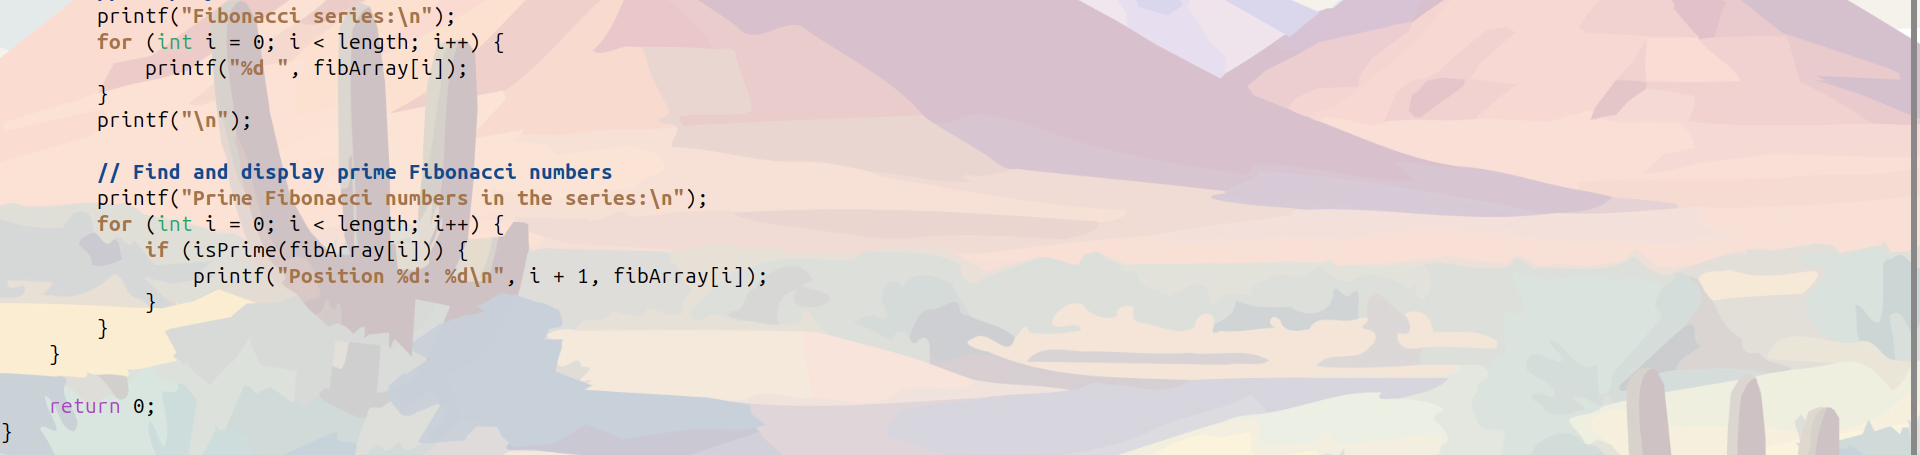 printf("Fibonacci series:\n");
for (int i = 0; i < length; i++) {
printf("%d ", fibArray[i]);
}
printf("\n");
// Find and display prime Fibonacci numbers
printf("Prime Fibonacci numbers in the series:\n");
for (int i = 0; i < length; i++) {
if (isPrime(fibArray[i])) {
printf("Position %d: %d\n", i + 1, fibArray[i]);
}
}
}
return 0;
}